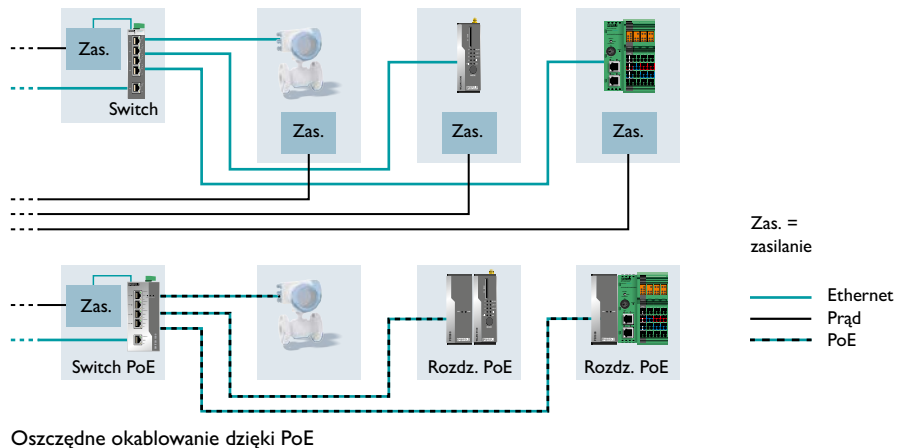 Zas.
Switch
Zas.
Zas.
Zas.
Zas. =
zasilanie
Zas.
Switch PoE
Rozdz. PoE
Rozdz. PoE
Ethernet
Prąd
PoE
Oszczędne okablowanie dzięki PoE